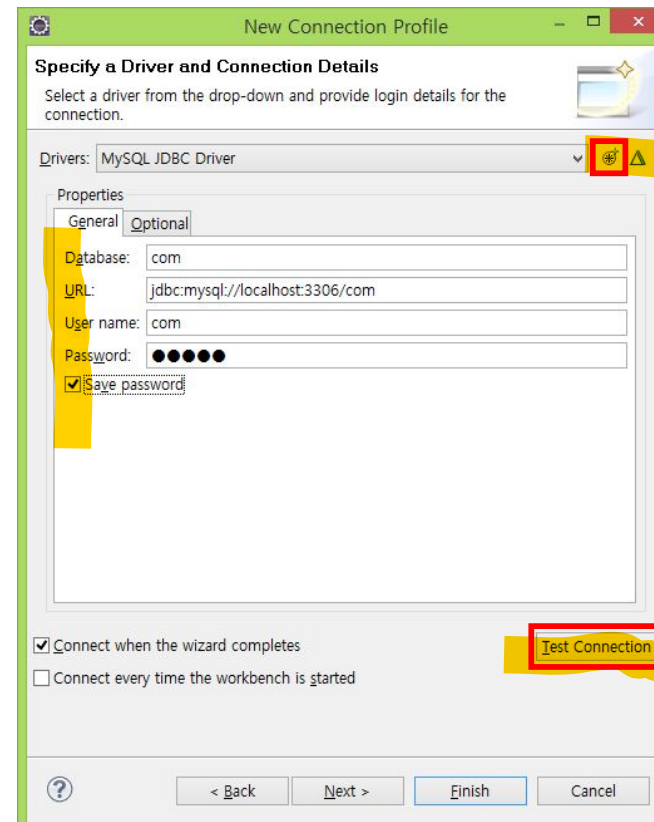 New Connection Profile
Specify a Driver and Connection Details
Select a driver from the drop-down and provide login details for the
connection.
Drivers: MySQL JDBC Driver
Properties
General Optional
Database: com
URL: jdbc:mysql://localhost:3306/com
User name: com
Password: ●●●●●
Save password
Connect when the wizard completes
Test Connection
Connect every time the workbench is started
< Back Next > Finish Cancel